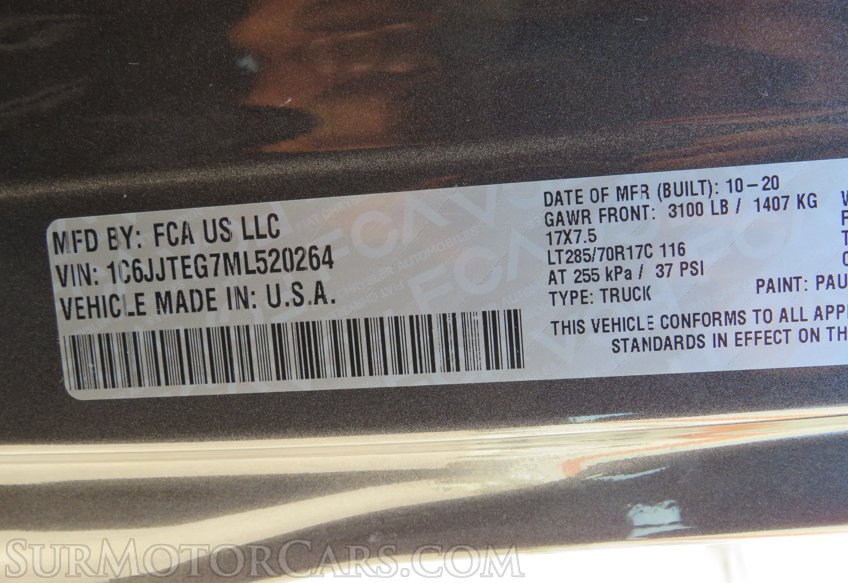 MFD BY: FCA US LLC
VIN: 1C6JJTEG7ML520264
VEHICLE MADE IN: U.S.A.
DATE OF MFR (BUILT): 10-20
GAWR FRONT: 3100 LB / 1407 KG
17X7.5
LT285/70R17C 116
AT 255 kPa / 37 PSI
TYPE: TRUCK
PAINT: PAU
THIS VEHICLE CONFORMS TO ALL APP
STANDARDS IN EFFECT ON TH
SurMotorCars.com